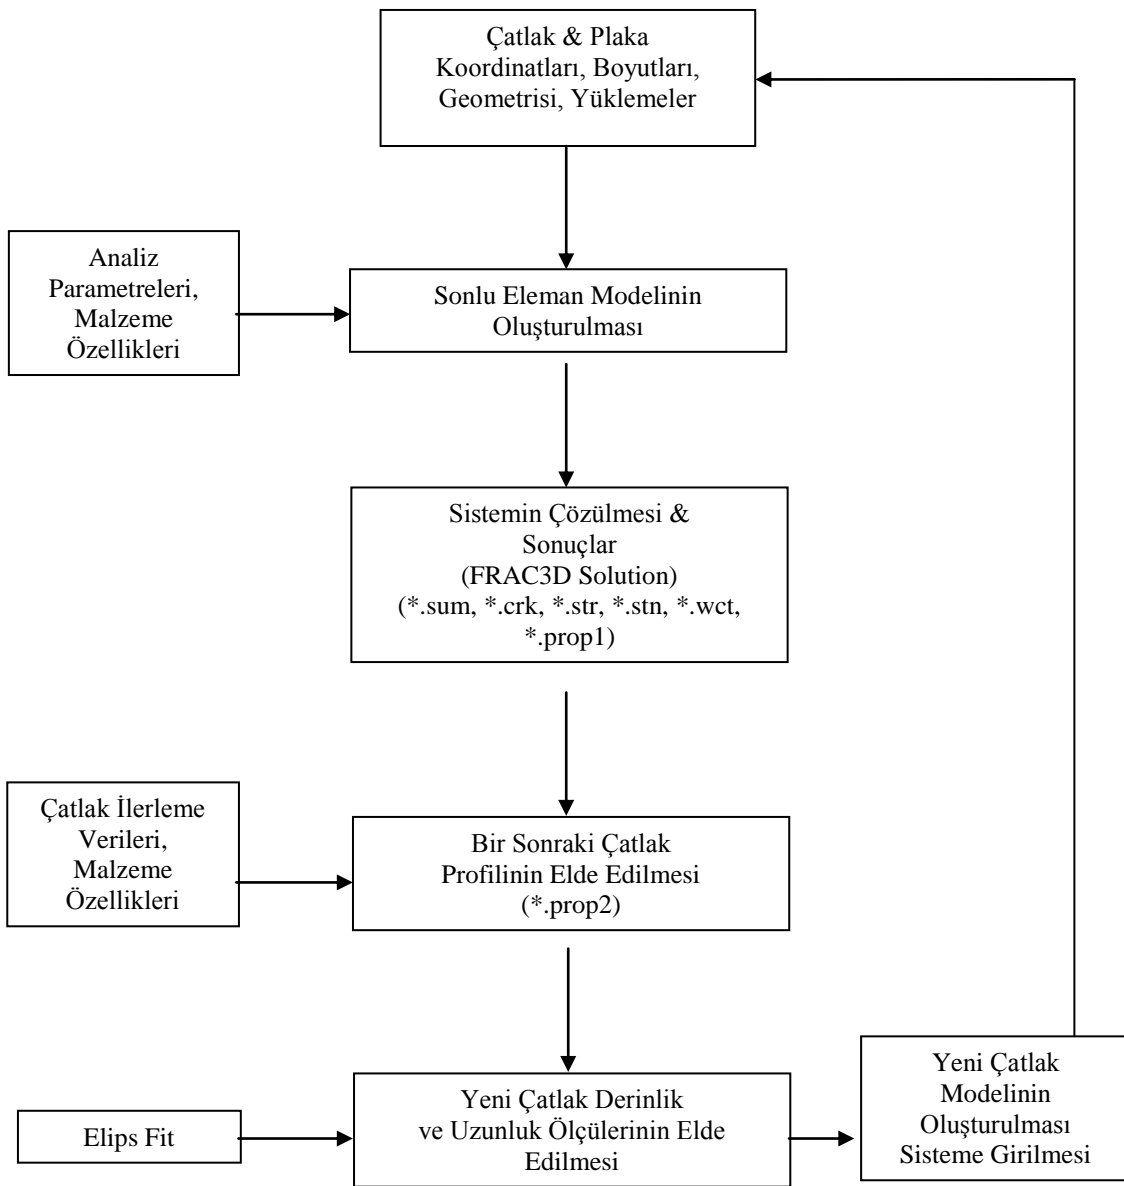 Çatlak & Plaka
Koordinatları, Boyutları,
Geometrisi, Yüklemeler
Analiz
Parametreleri,
Malzeme
Özellikleri
Sonlu Eleman Modelinin
Oluşturulması
Sistemin Çözülmesi &
Sonuçlar
(FRAC3D Solution)
(*.sum, *.crk, *.str, *.stn, *.wct,
*.prop1)
Çatlak İlerleme
Verileri,
Malzeme
Özellikleri
Bir Sonraki Çatlak
Profilinin Elde Edilmesi
(*.prop2)
Elips Fit
Yeni Çatlak Derinlik
ve Uzunluk Ölçülerinin Elde
Edilmesi
Yeni Çatlak
Modelinin
Oluşturulması
Sisteme Girilmesi